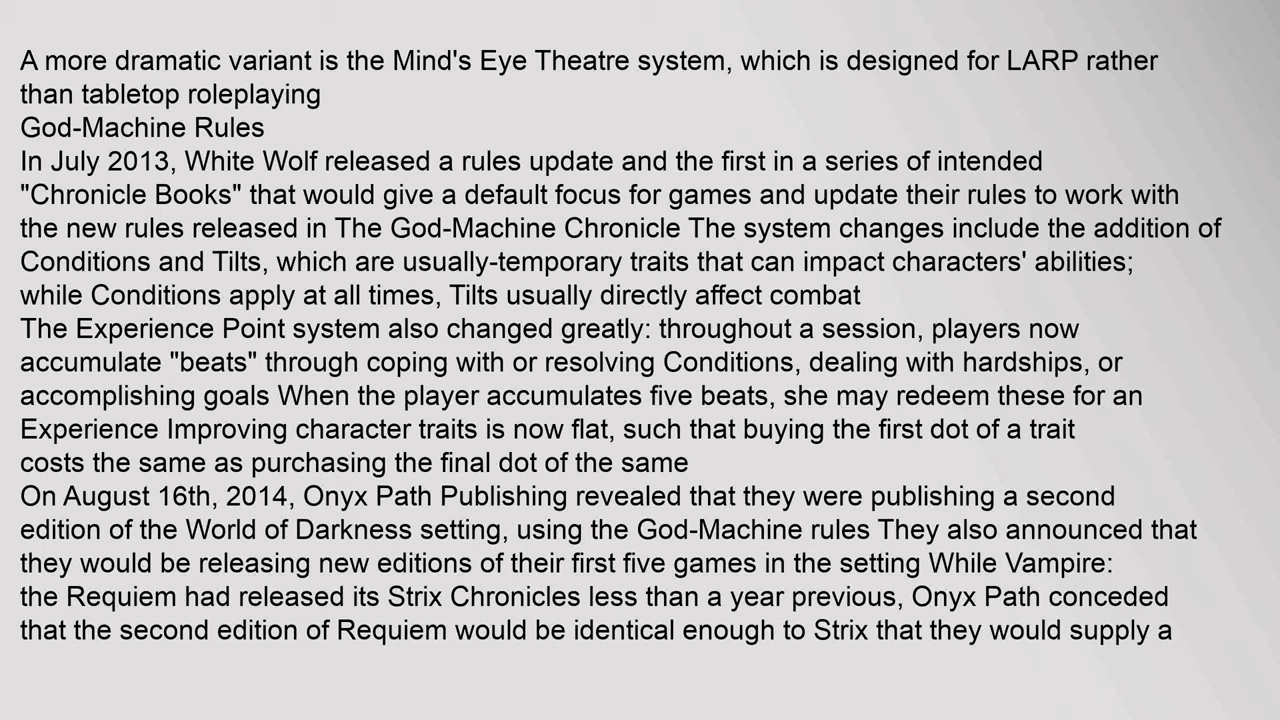 A more dramatic variant is the Mind's Eye Theatre system, which is designed for LARP rather
than tabletop roleplaying
God-Machine Rules
In July 2013, White Wolf released a rules update and the first in a series of intended
"Chronicle Books" that would give a default focus for games and update their rules to work with
the new rules released in The God-Machine Chronicle The system changes include the addition of
Conditions and Tilts, which are usually-temporary traits that can impact characters' abilities;
while Conditions apply at all times, Tilts usually directly affect combat
The Experience Point system also changed greatly: throughout a session, players now
accumulate "beats" through coping with or resolving Conditions, dealing with hardships, or
accomplishing goals When the player accumulates five beats, she may redeem these for an
Experience Improving character traits is now flat, such that buying the first dot of a trait
costs the same as purchasing the final dot of the same
On August 16th, 2014, Onyx Path Publishing revealed that they were publishing a second
edition of the World of Darkness setting, using the God-Machine rules They also announced that
they would be releasing new editions of their first five games in the setting While Vampire:
the Requiem had released its Strix Chronicles less than a year previous, Onyx Path conceded
that the second edition of Requiem would be identical enough to Strix that they would supply a